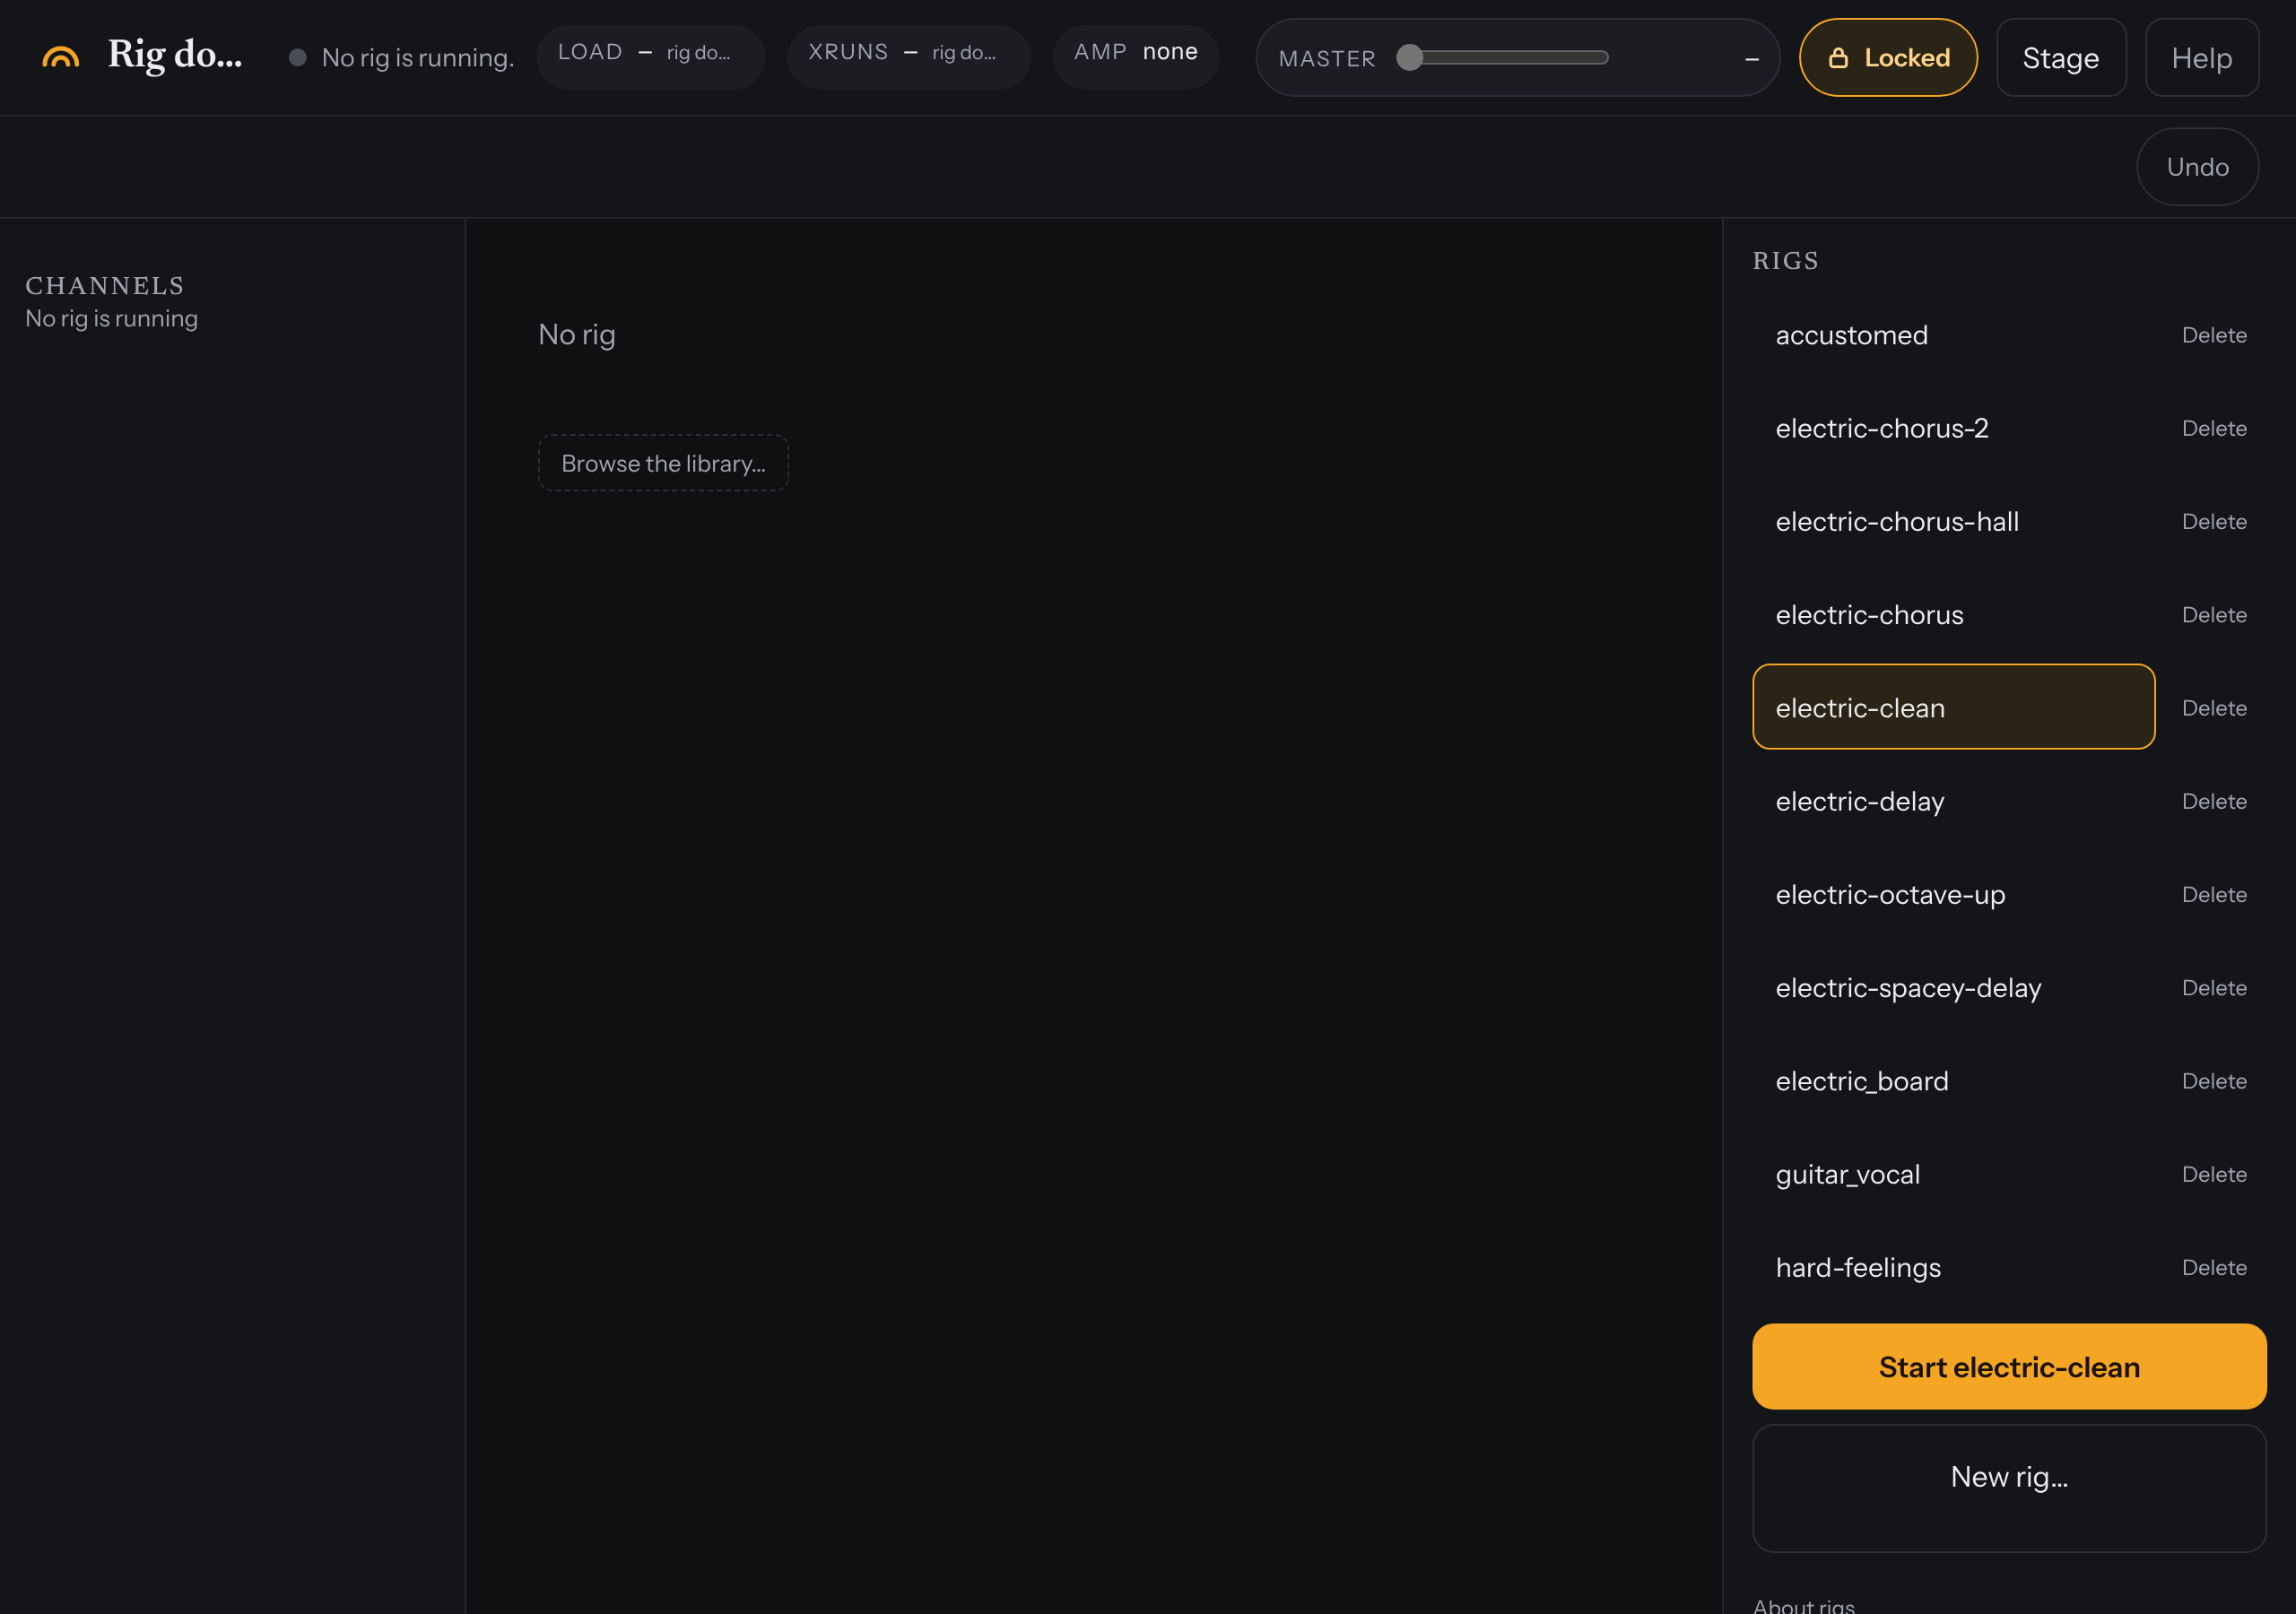 Rig do...
No rig is running.
LOAD – rig do...
XRUNS – rig do...
AMP none
MASTER –
Locked
Stage
Help
Undo
CHANNELS
No rig is running
No rig
Browse the library...
RIGS
accustomed Delete
electric-chorus-2 Delete
electric-chorus-hall Delete
electric-chorus Delete
electric-clean Delete
electric-delay Delete
electric-octave-up Delete
electric-spacey-delay Delete
electric_board Delete
guitar_vocal Delete
hard-feelings Delete
Start electric-clean
New rig...
About rigs